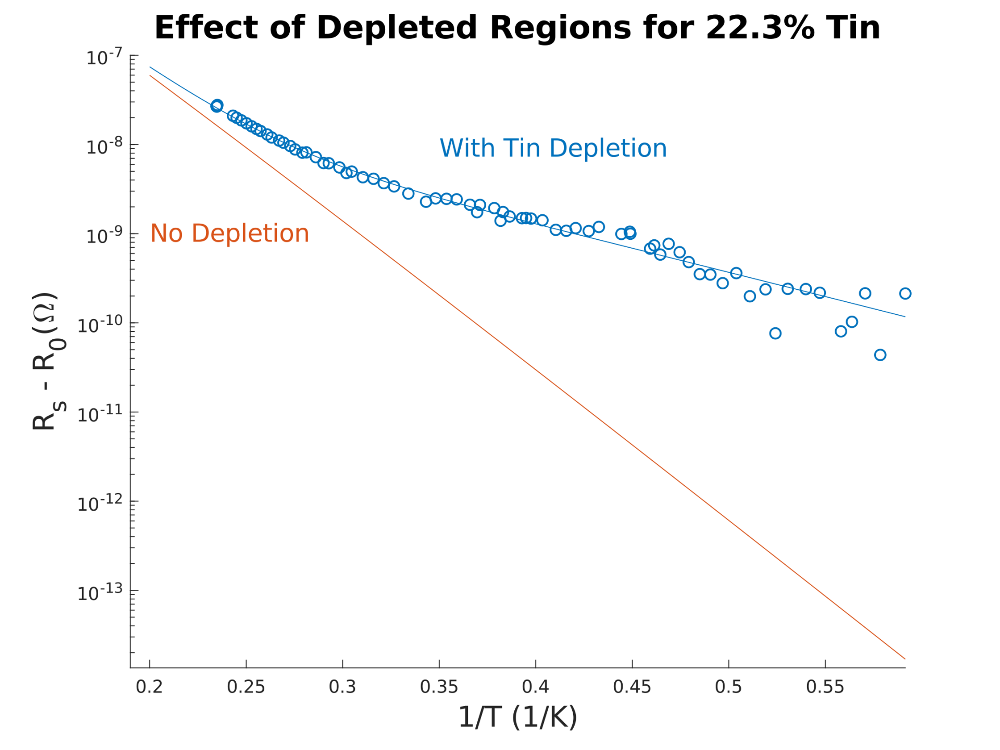 Effect of Depleted Regions for 22.3% Tin
10-7
10-8
10-9
10-10
10-11
10-12
10-13
Rs - R0(Ω)
With Tin Depletion
No Depletion
0.2 0.25 0.3 0.35 0.4 0.45 0.5 0.55
1/T (1/K)